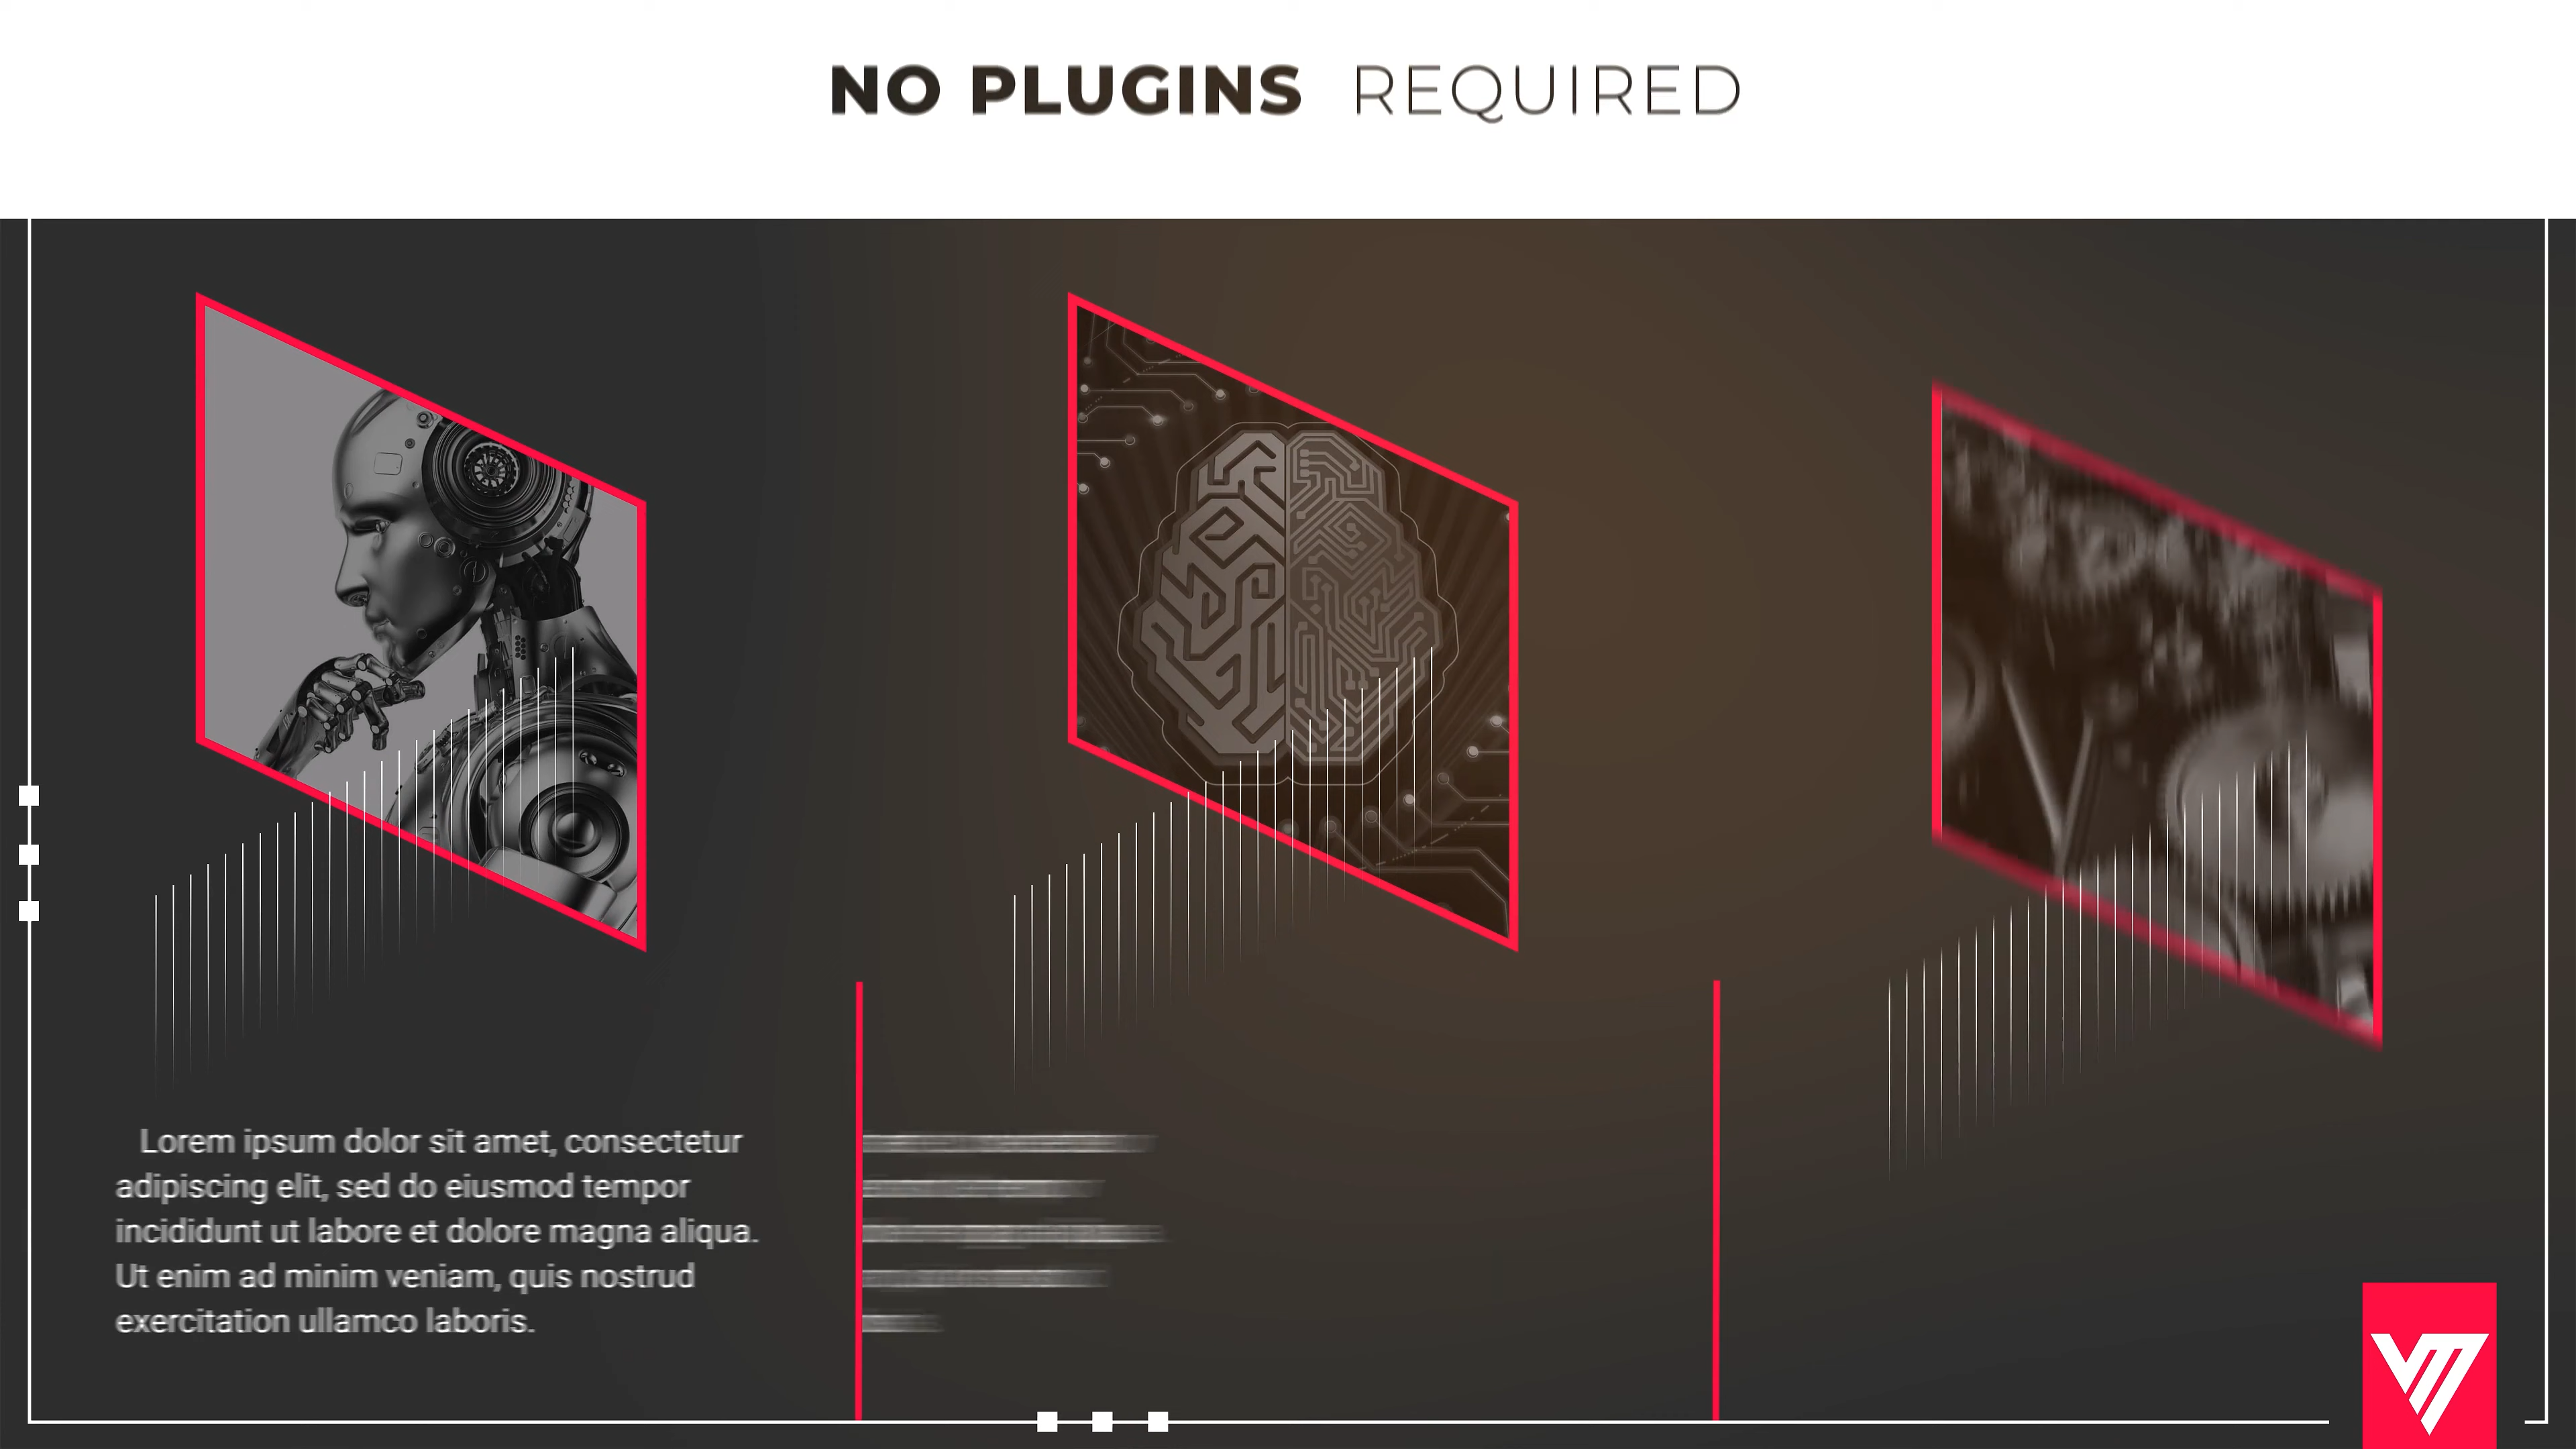 NO PLUGINS REQUIRED
Lorem ipsum dolor sit amet, consectetur
adipiscing elit, sed do eiusmod tempor
incididunt ut labore et dolore magna aliqua.
Ut enim ad minim veniam, quis nostrud
exercitation ullamco laboris.